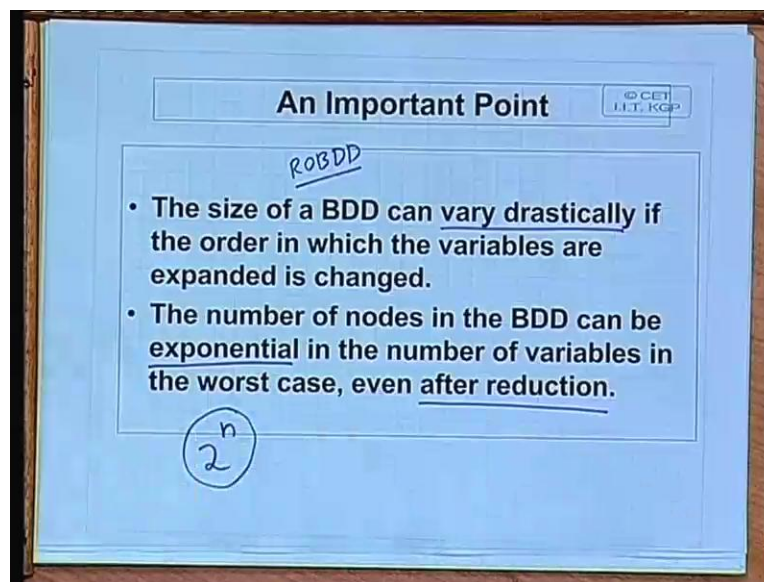 An Important Point
© CET
I.I.T. KGP
ROBDD
• The size of a BDD can vary drastically if
the order in which the variables are
expanded is changed.
• The number of nodes in the BDD can be
exponential in the number of variables in
the worst case, even after reduction.
2ⁿ